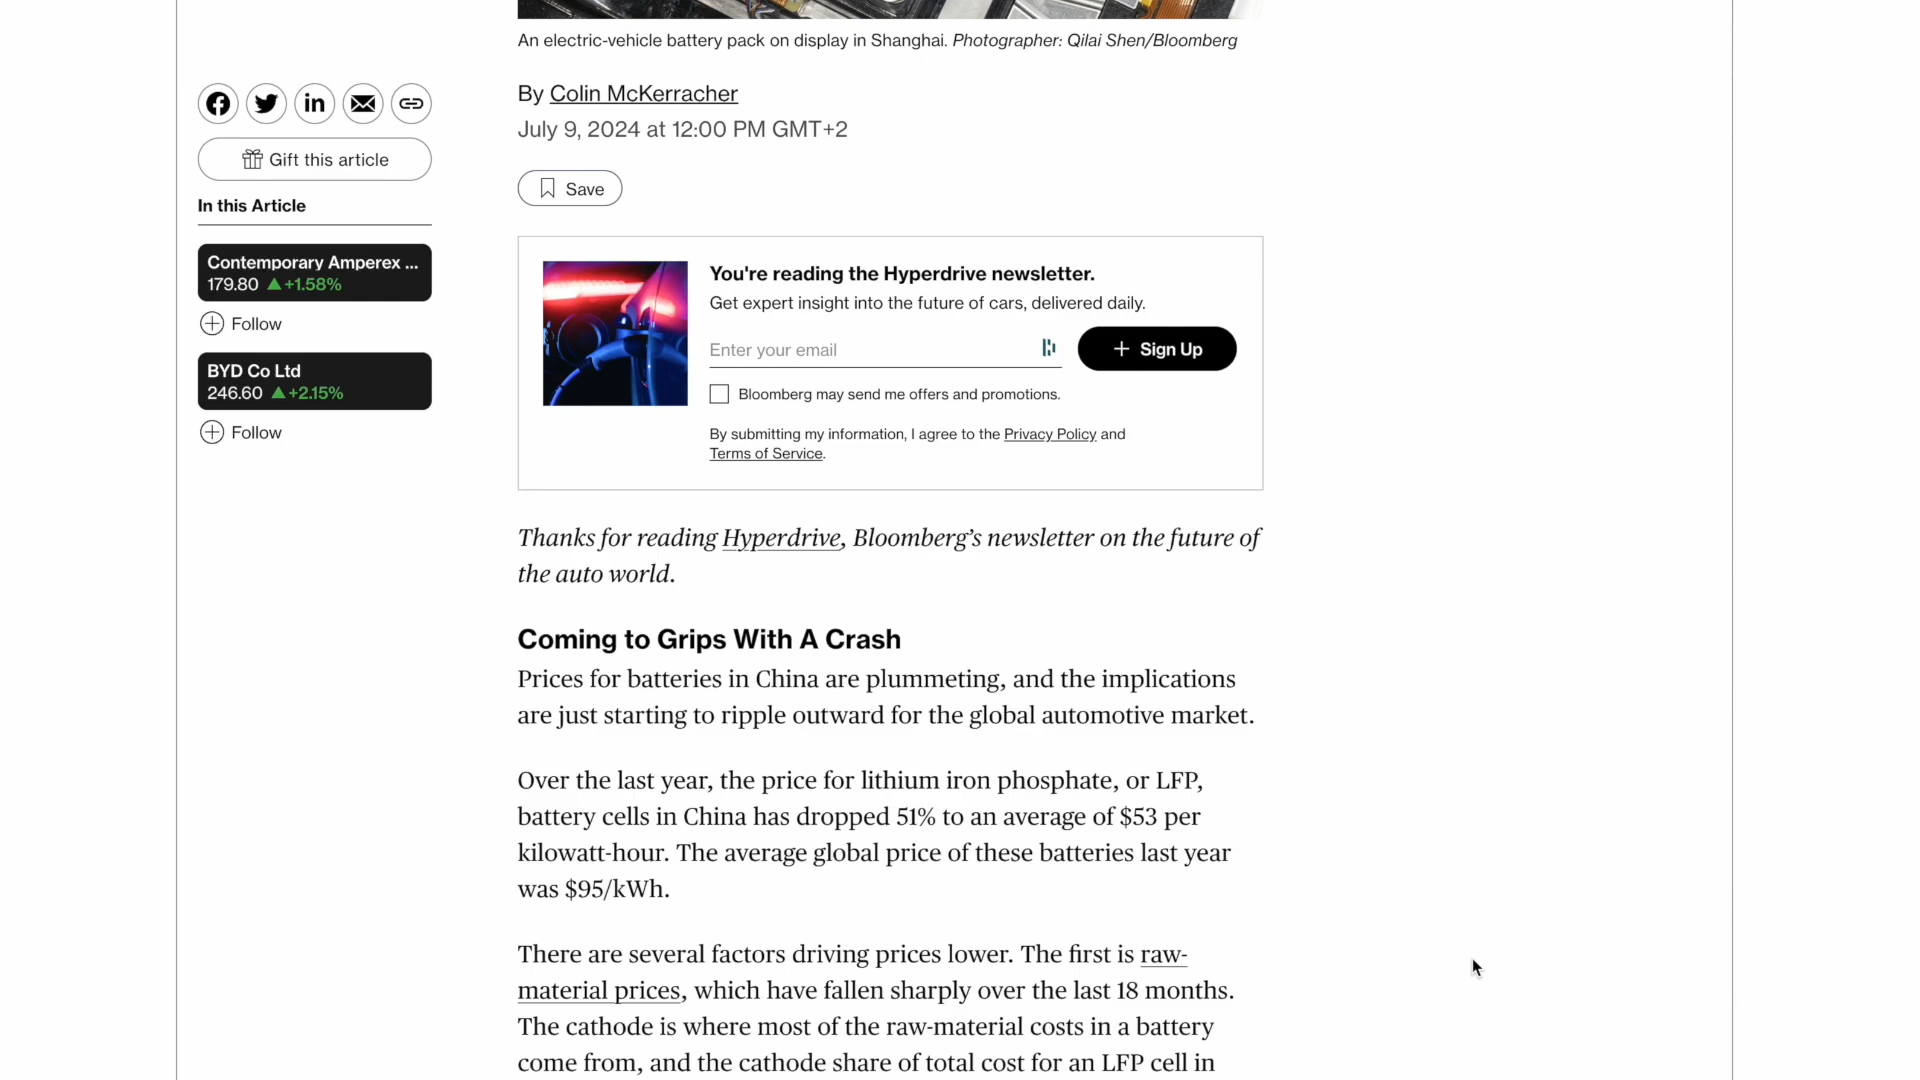 An electric-vehicle battery pack on display in Shanghai. Photographer: Qilai Shen/Bloomberg
By Colin McKerracher
July 9, 2024 at 12:00 PM GMT+2
Save
Gift this article
In this Article
Contemporary Amperex ...
179.80 ▲+1.58%
Follow
BYD Co Ltd
246.60 ▲+2.15%
Follow
You're reading the Hyperdrive newsletter.
Get expert insight into the future of cars, delivered daily.
Enter your email
+ Sign Up
Bloomberg may send me offers and promotions.
By submitting my information, I agree to the Privacy Policy and
Terms of Service.
Thanks for reading Hyperdrive, Bloomberg’s newsletter on the future of
the auto world.
Coming to Grips With A Crash
Prices for batteries in China are plummeting, and the implications
are just starting to ripple outward for the global automotive market.
Over the last year, the price for lithium iron phosphate, or LFP,
battery cells in China has dropped 51% to an average of $53 per
kilowatt-hour. The average global price of these batteries last year
was $95/kWh.
There are several factors driving prices lower. The first is raw-
material prices, which have fallen sharply over the last 18 months.
The cathode is where most of the raw-material costs in a battery
come from, and the cathode share of total cost for an LFP cell in